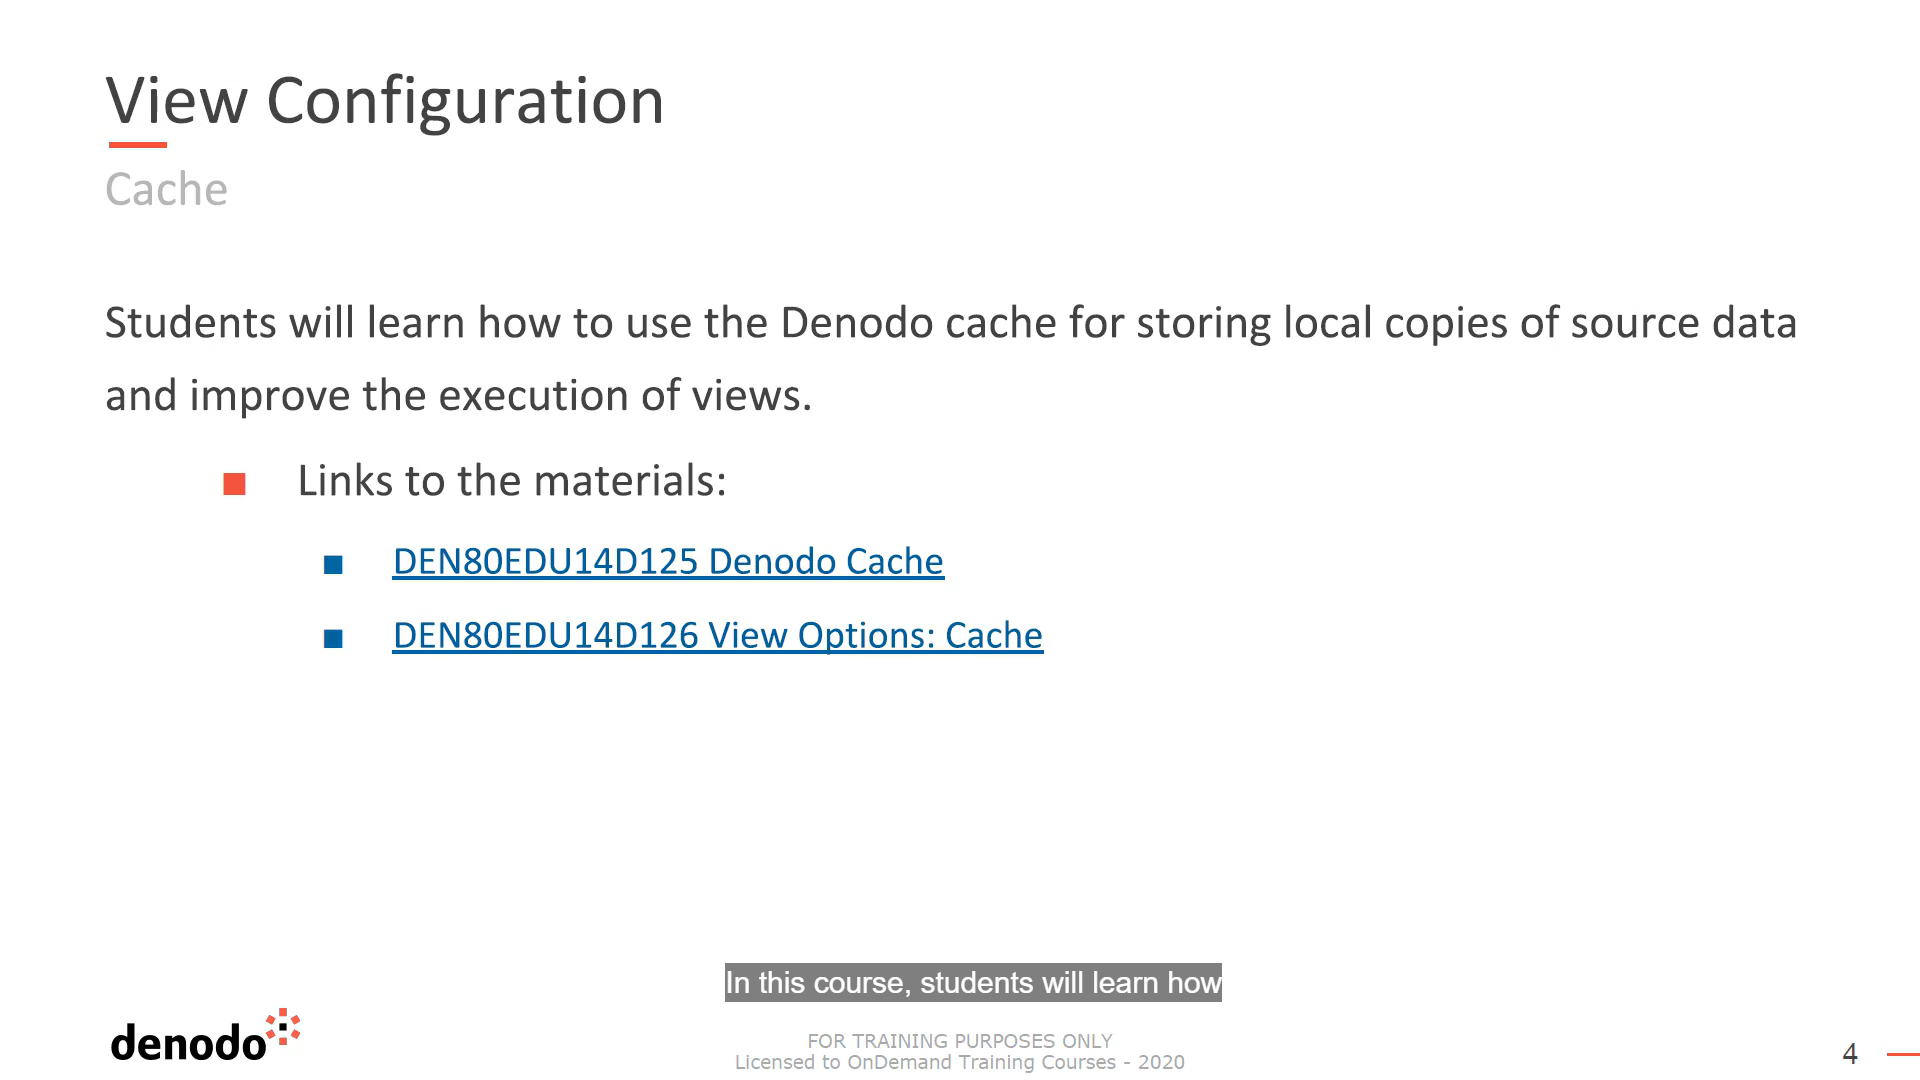 View Configuration
Cache
Students will learn how to use the Denodo cache for storing local copies of source data
and improve the execution of views.
Links to the materials:
DEN80EDU14D125 Denodo Cache
DEN80EDU14D126 View Options: Cache
In this course, students will learn how
denodo
FOR TRAINING PURPOSES ONLY
Licensed to OnDemand Training Courses - 2020
4